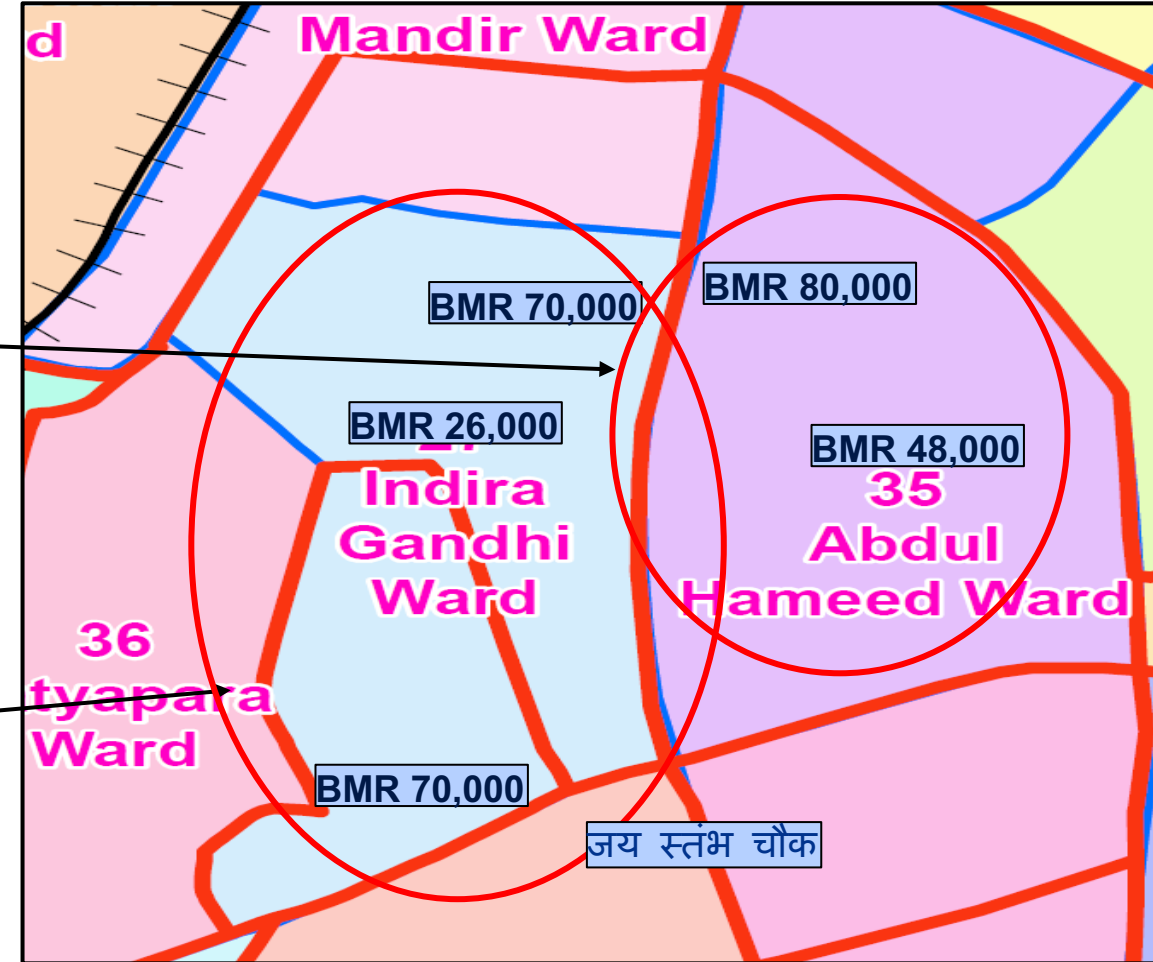 d
Mandir Ward
BMR 70,000
BMR 80,000
BMR 26,000
BMR 48,000
Indira
Gandhi
Ward
35
Abdul
Hameed Ward
36
tyapara
Ward
BMR 70,000
जय स्तंभ चौक